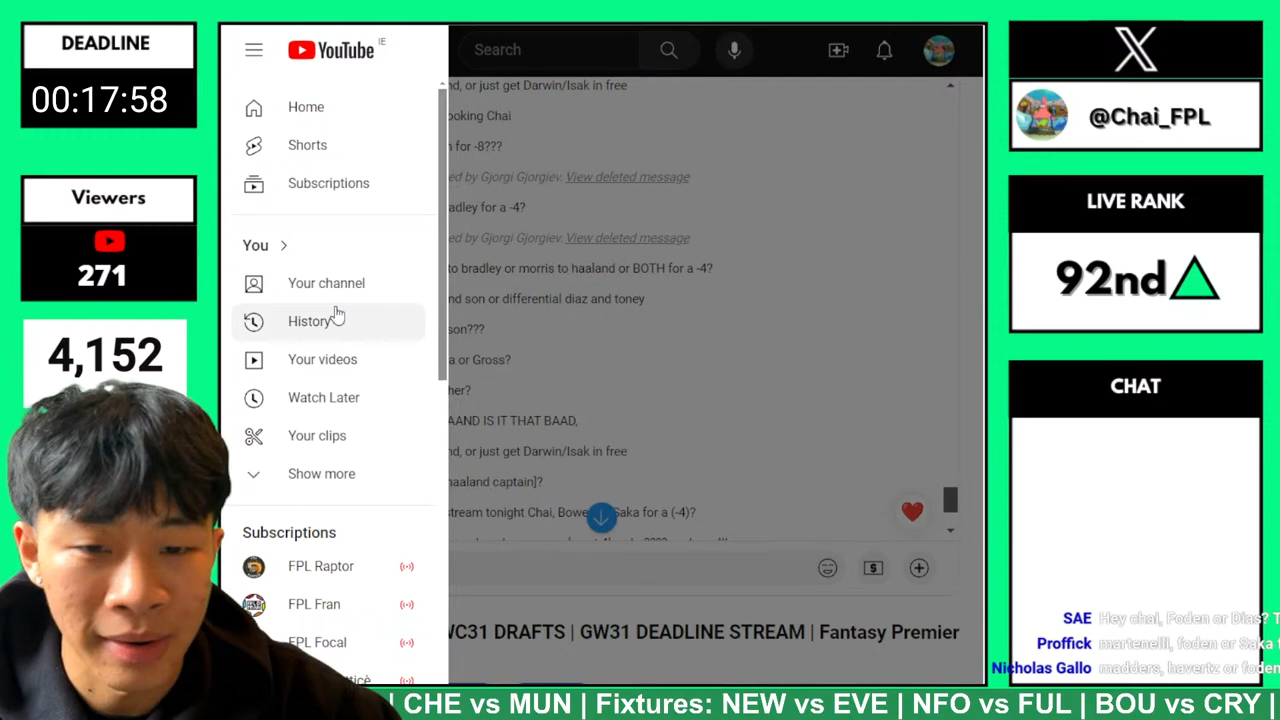 DEADLINE
00:17:58
Viewers
271
4,152
YouTube IE
Home
Shorts
Subscriptions
You
Your channel
History
Your videos
Watch Later
Your clips
Show more
Subscriptions
FPL Raptor
FPL Fran
FPL Focal
Search
nd, or just get Darwin/Isak in free
ooking Chai
for -8???
ed by Gjorgi Gjorgiev. View deleted message
adley for a -4?
ed by Gjorgi Gjorgiev. View deleted message
to bradley or morris to haaland or BOTH for a -4?
nd son or differential diaz and toney
son???
a or Gross?
her?
AAND IS IT THAT BAAD,
nd, or just get Darwin/Isak in free
haaland captain]?
stream tonight Chai, Bowe Saka for a (-4)?
WC31 DRAFTS | GW31 DEADLINE STREAM | Fantasy Premier
X
@Chai_FPL
LIVE RANK
92nd
CHAT
SAE Hey chai, Foden or Dias? T
Proffick martenelli, foden or Saka t
Nicholas Gallo madders, havertz or foden
| CHE vs MUN | Fixtures: NEW vs EVE | NFO vs FUL | BOU vs CRY |